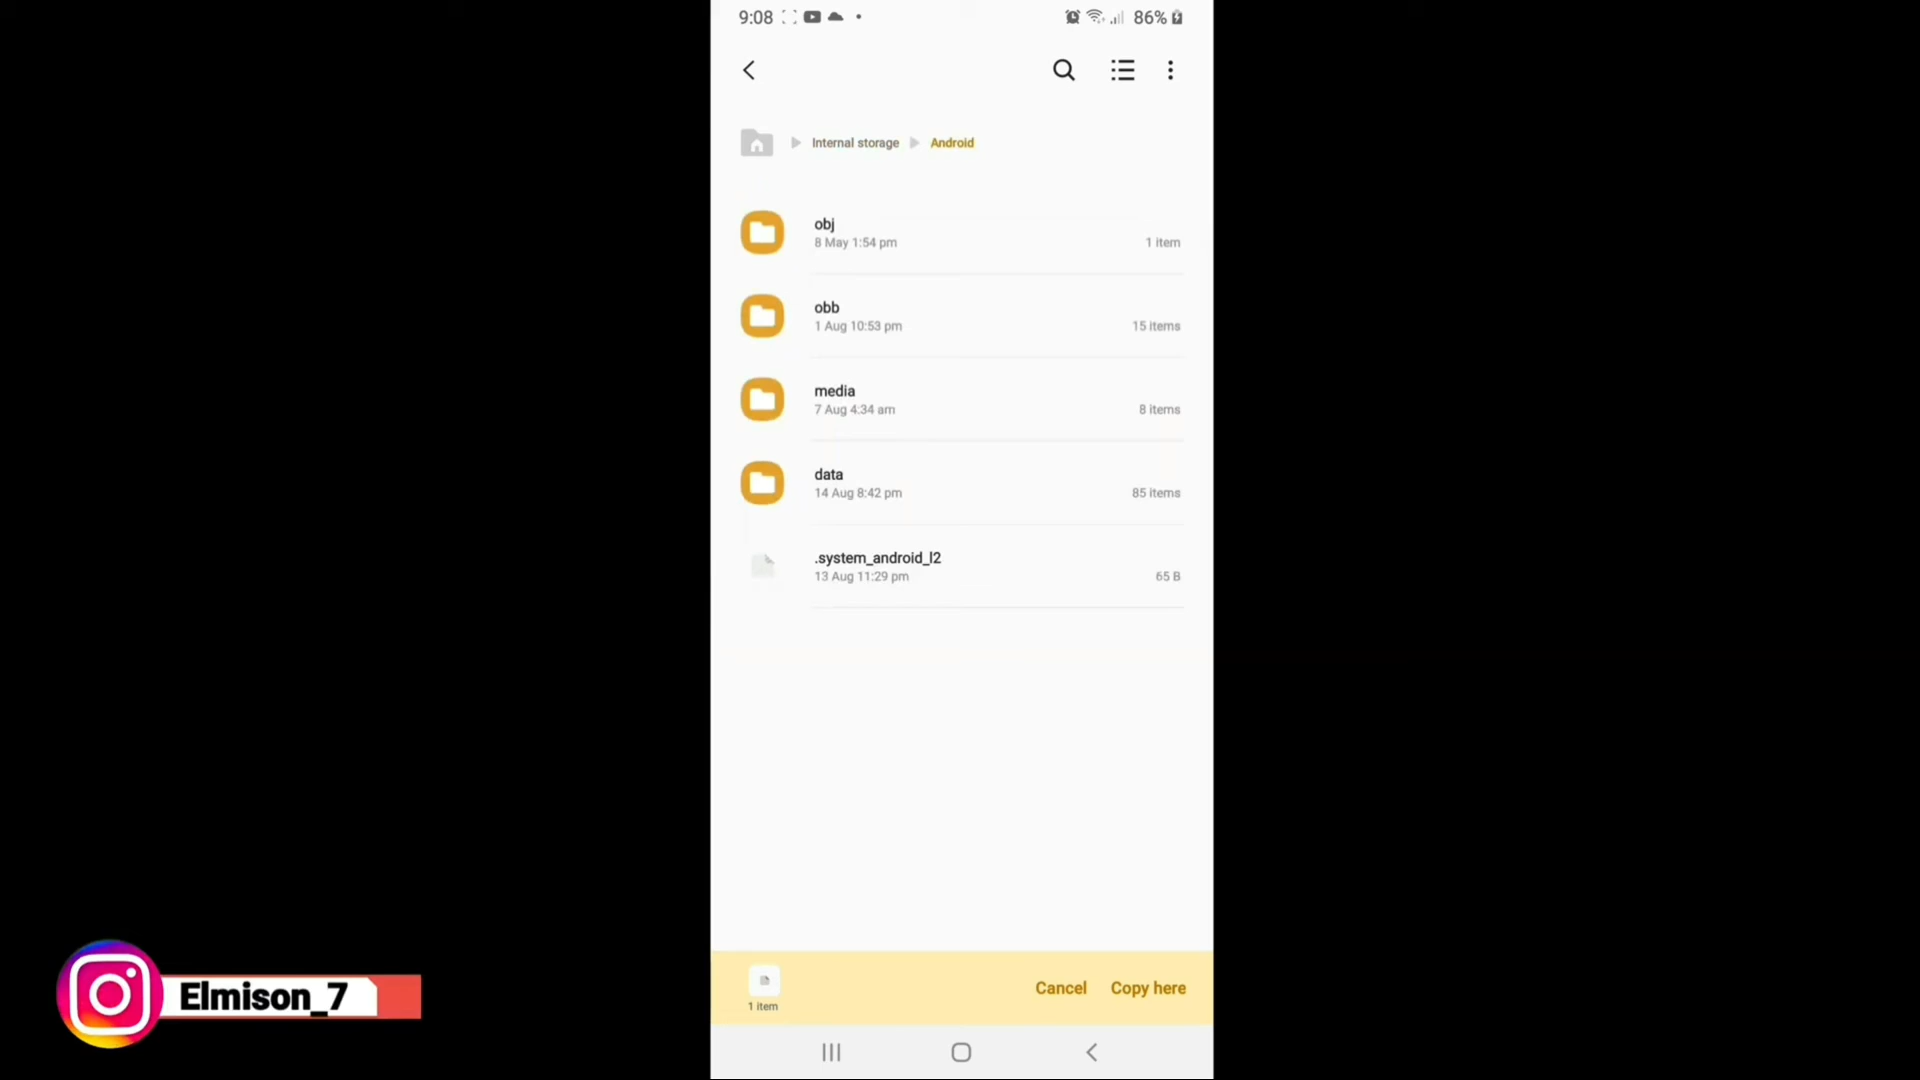 9:08 86%
Internal storage Android
obj
8 May 1:54 pm 1 item
obb
1 Aug 10:53 pm 15 items
media
7 Aug 4:34 am 8 items
data
14 Aug 8:42 pm 85 items
.system_android_l2
13 Aug 11:29 pm 65 B
1 item Cancel Copy here
Elmison_7